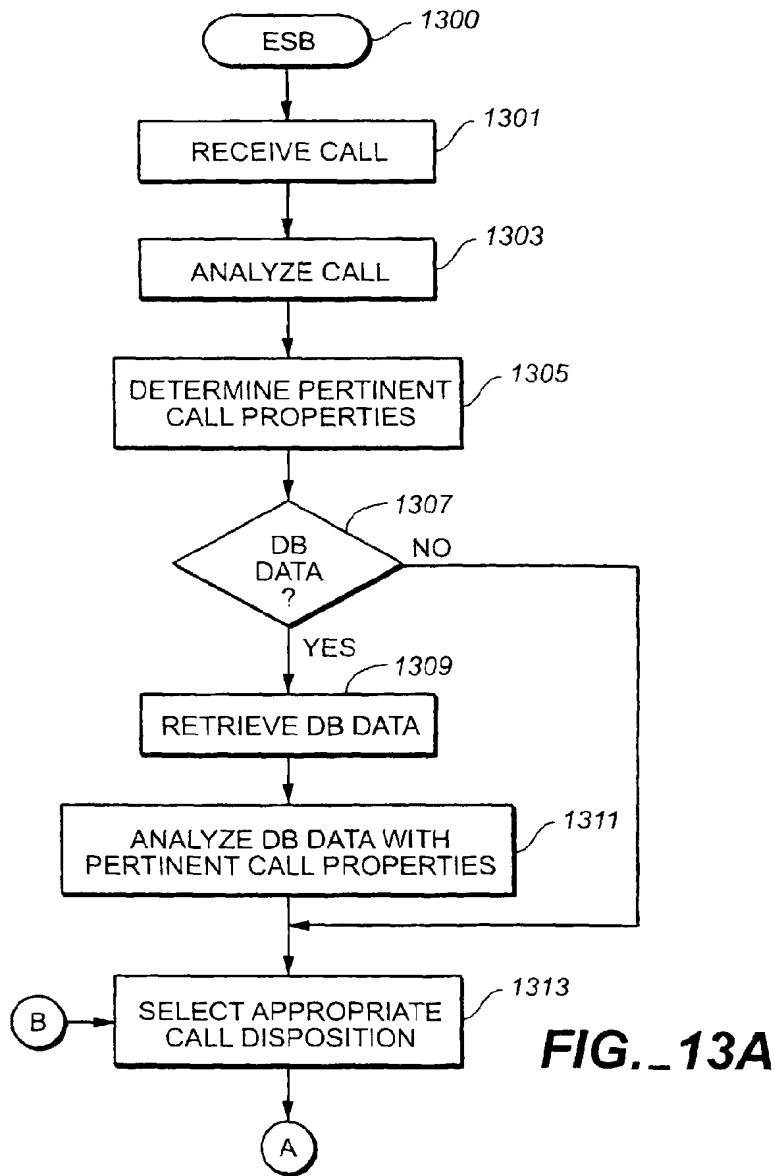 ESB
1300
1301
RECEIVE CALL
1303
ANALYZE CALL
1305
DETERMINE PERTINENT
CALL PROPERTIES
1307
DB
DATA
?
NO
YES
1309
RETRIEVE DB DATA
1311
ANALYZE DB DATA WITH
PERTINENT CALL PROPERTIES
1313
B
SELECT APPROPRIATE
CALL DISPOSITION
FIG._13A
A